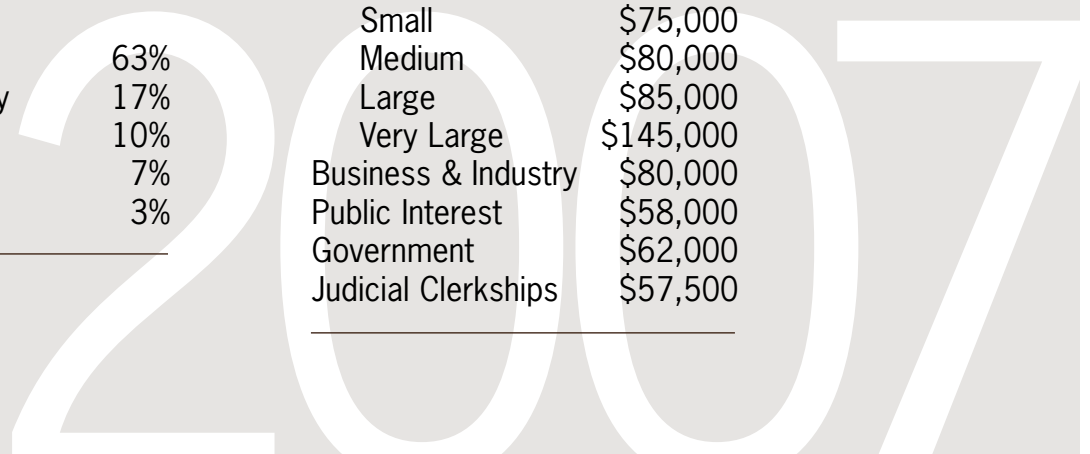 63%
y 17%
10%
7%
3%
Small $75,000
Medium $80,000
Large $85,000
Very Large $145,000
Business & Industry $80,000
Public Interest $58,000
Government $62,000
Judicial Clerkships $57,500
2007